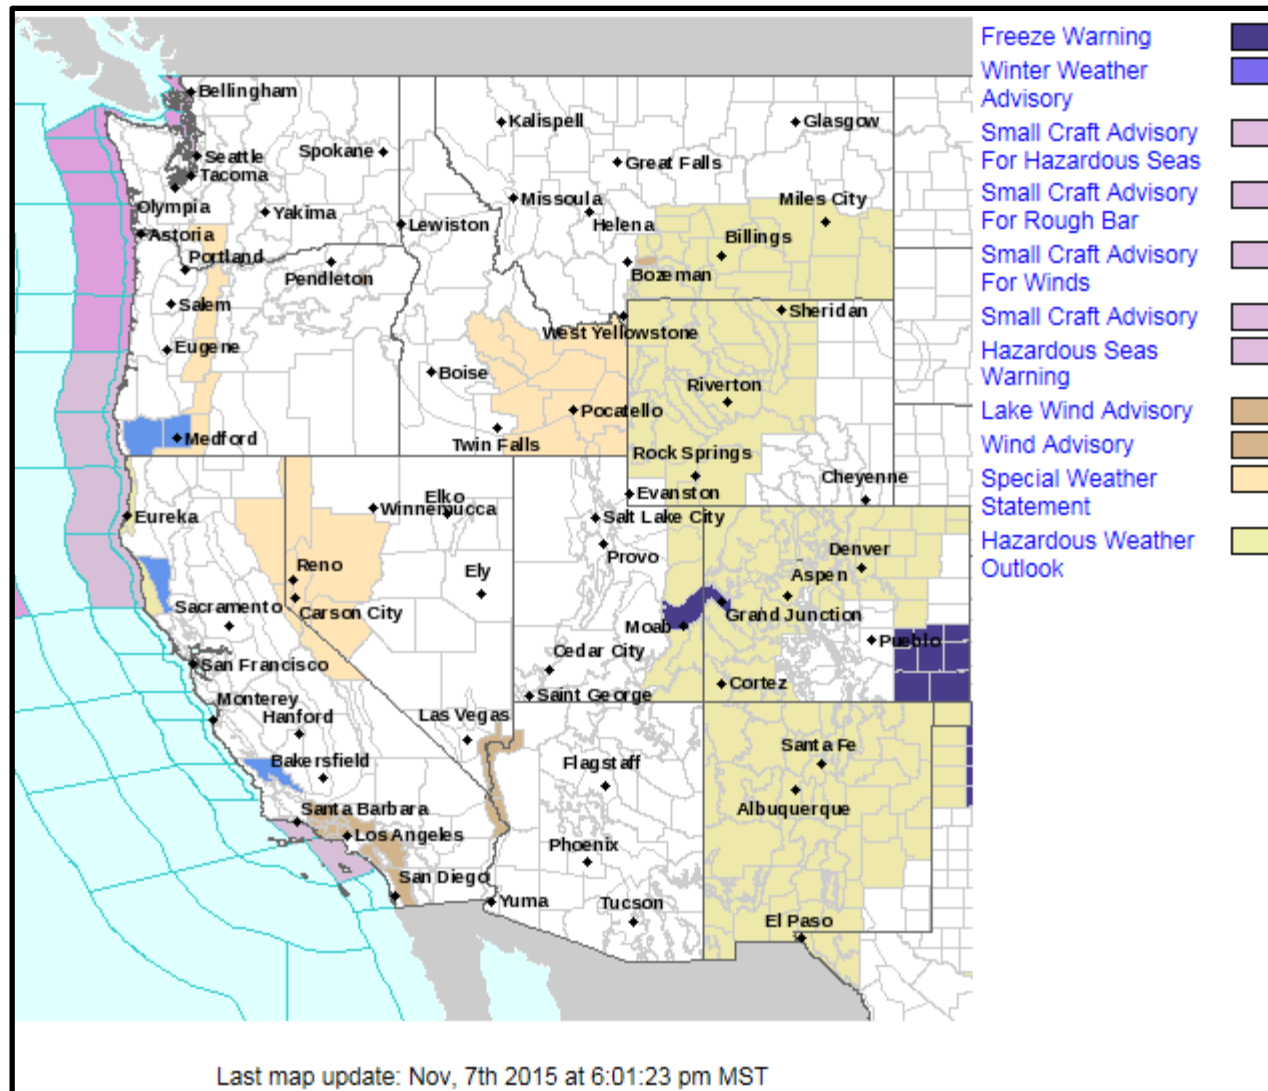 Bellingham
Kalispell
Glasgow
Seattle
Spokane
Great Falls
Tacoma
Missoula
Miles City
Olympia
Yakima
Lewiston
Helena
Astoria
Billings
Portland
Pendleton
Bozeman
Salem
Sheridan
West Yellowstone
Eugene
Boise
Riverton
Pocatello
Medford
Twin Falls
Rock Springs
Cheyenne
Evanston
Elko
Winnemucca
Eureka
Salt Lake City
Provo
Denver
Reno
Ely
Aspen
Sacramento
Carson City
Grand Junction
Moab
Pueblo
Cedar City
San Francisco
Cortez
Saint George
Monterey
Hanford
Las Vegas
Santa Fe
Bakersfield
Flagstaff
Albuquerque
Santa Barbara
Los Angeles
Phoenix
San Diego
Yuma
Tucson
El Paso
Freeze Warning
Winter Weather
Advisory
Small Craft Advisory
For Hazardous Seas
Small Craft Advisory
For Rough Bar
Small Craft Advisory
For Winds
Small Craft Advisory
Hazardous Seas
Warning
Lake Wind Advisory
Wind Advisory
Special Weather
Statement
Hazardous Weather
Outlook
Last map update: Nov, 7th 2015 at 6:01:23 pm MST